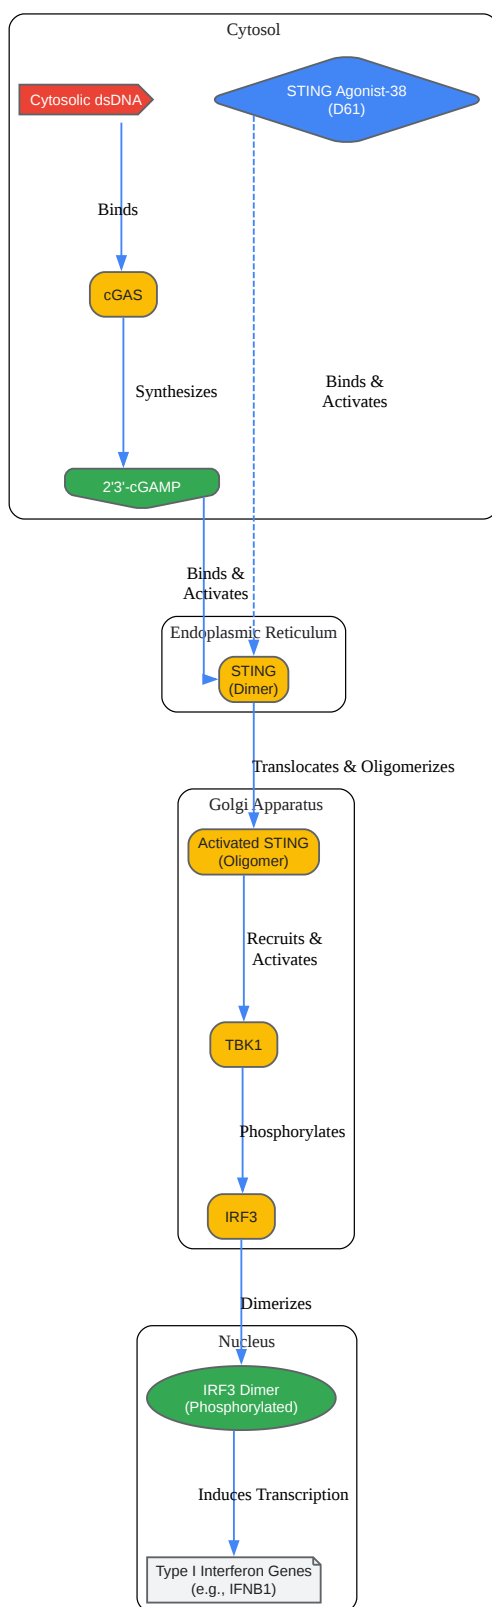 Cytosol
Cytosolic dsDNA
STING Agonist-38
(D61)
Binds
cGAS
Synthesizes
Binds &
Activates
2'3'-cGAMP
Binds &
Activates
Endoplasmic Reticulum
STING
(Dimer)
Translocates & Oligomerizes
Golgi Apparatus
Activated STING
(Oligomer)
Recruits &
Activates
TBK1
Phosphorylates
IRF3
Dimerizes
Nucleus
IRF3 Dimer
(Phosphorylated)
Induces Transcription
Type I Interferon Genes
(e.g., IFNB1)